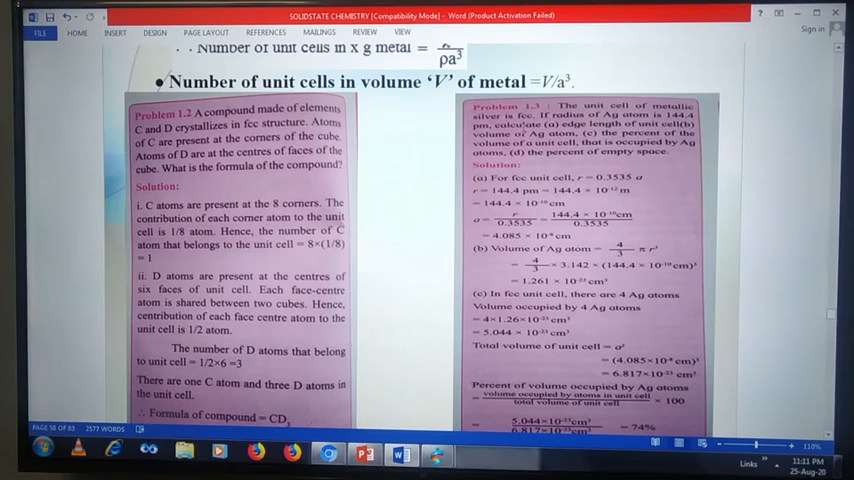 SOLIDSTATE CHEMISTRY [Compatibility Mode] - Word (Product Activation Failed)
FILE HOME INSERT DESIGN PAGE LAYOUT REFERENCES MAILINGS REVIEW VIEW
Sign in
∴ Number of unit cells in x g metal = 
ρa³
• Number of unit cells in volume ‘V’ of metal =V/a³.
Problem 1.2 A compound made of elements
C and D crystallizes in fcc structure. Atoms
of C are present at the corners of the cube.
Atoms of D are at the centres of faces of the
cube. What is the formula of the compound?
Solution:
i. C atoms are present at the 8 corners. The
contribution of each corner atom to the unit
cell is 1/8 atom. Hence, the number of C
atom that belongs to the unit cell = 8×(1/8)
= 1
ii. D atoms are present at the centres of
six faces of unit cell. Each face-centre
atom is shared between two cubes. Hence,
centribution of each face centre atom to the
unit cell is 1/2 atom.
The number of D atoms that belong
to unit cell = 1/2×6 =3
There are one C atom and three D atoms in
the unit cell.
∴ Formula of compound = CD₃
Problem 1.3 : The unit cell of metallic
silver is fcc. If radius of Ag atom is 144.4
pm, calculate (a) edge length of unit cell(b)
volume of Ag atom, (c) the percent of the
volume of a unit cell, that is occupied by Ag
atoms, (d) the percent of empty space.
Solution:
(a) For fcc unit cell, r = 0.3535 a
r = 144.4 pm = 144.4 × 10⁻¹² m
= 144.4 × 10⁻¹⁰ cm
a = r/0.3535 = 144.4 × 10⁻¹⁰cm/0.3535
= 4.085 × 10⁻⁸ cm
(b) Volume of Ag atom = 4/3 π r³
= 4/3 × 3.142 × (144.4 × 10⁻¹⁰ cm)³
= 1.261 × 10⁻²³ cm³
(c) In fcc unit cell, there are 4 Ag atoms
Volume occupied by 4 Ag atoms
= 4×1.26×10⁻²³ cm³
= 5.044 × 10⁻²³ cm³
Total volume of unit cell = a³
= (4.085×10⁻⁸ cm)³
= 6.817×10⁻²³ cm³
Percent of volume occupied by Ag atoms
= volume occupied by atoms in unit cell/total volume of unit cell × 100
= 5.044×10⁻²³cm³/6.817×10⁻²³cm³ = 74%
PAGE 58 OF 83 2577 WORDS
110%
Links
11:11 PM
25-Aug-20